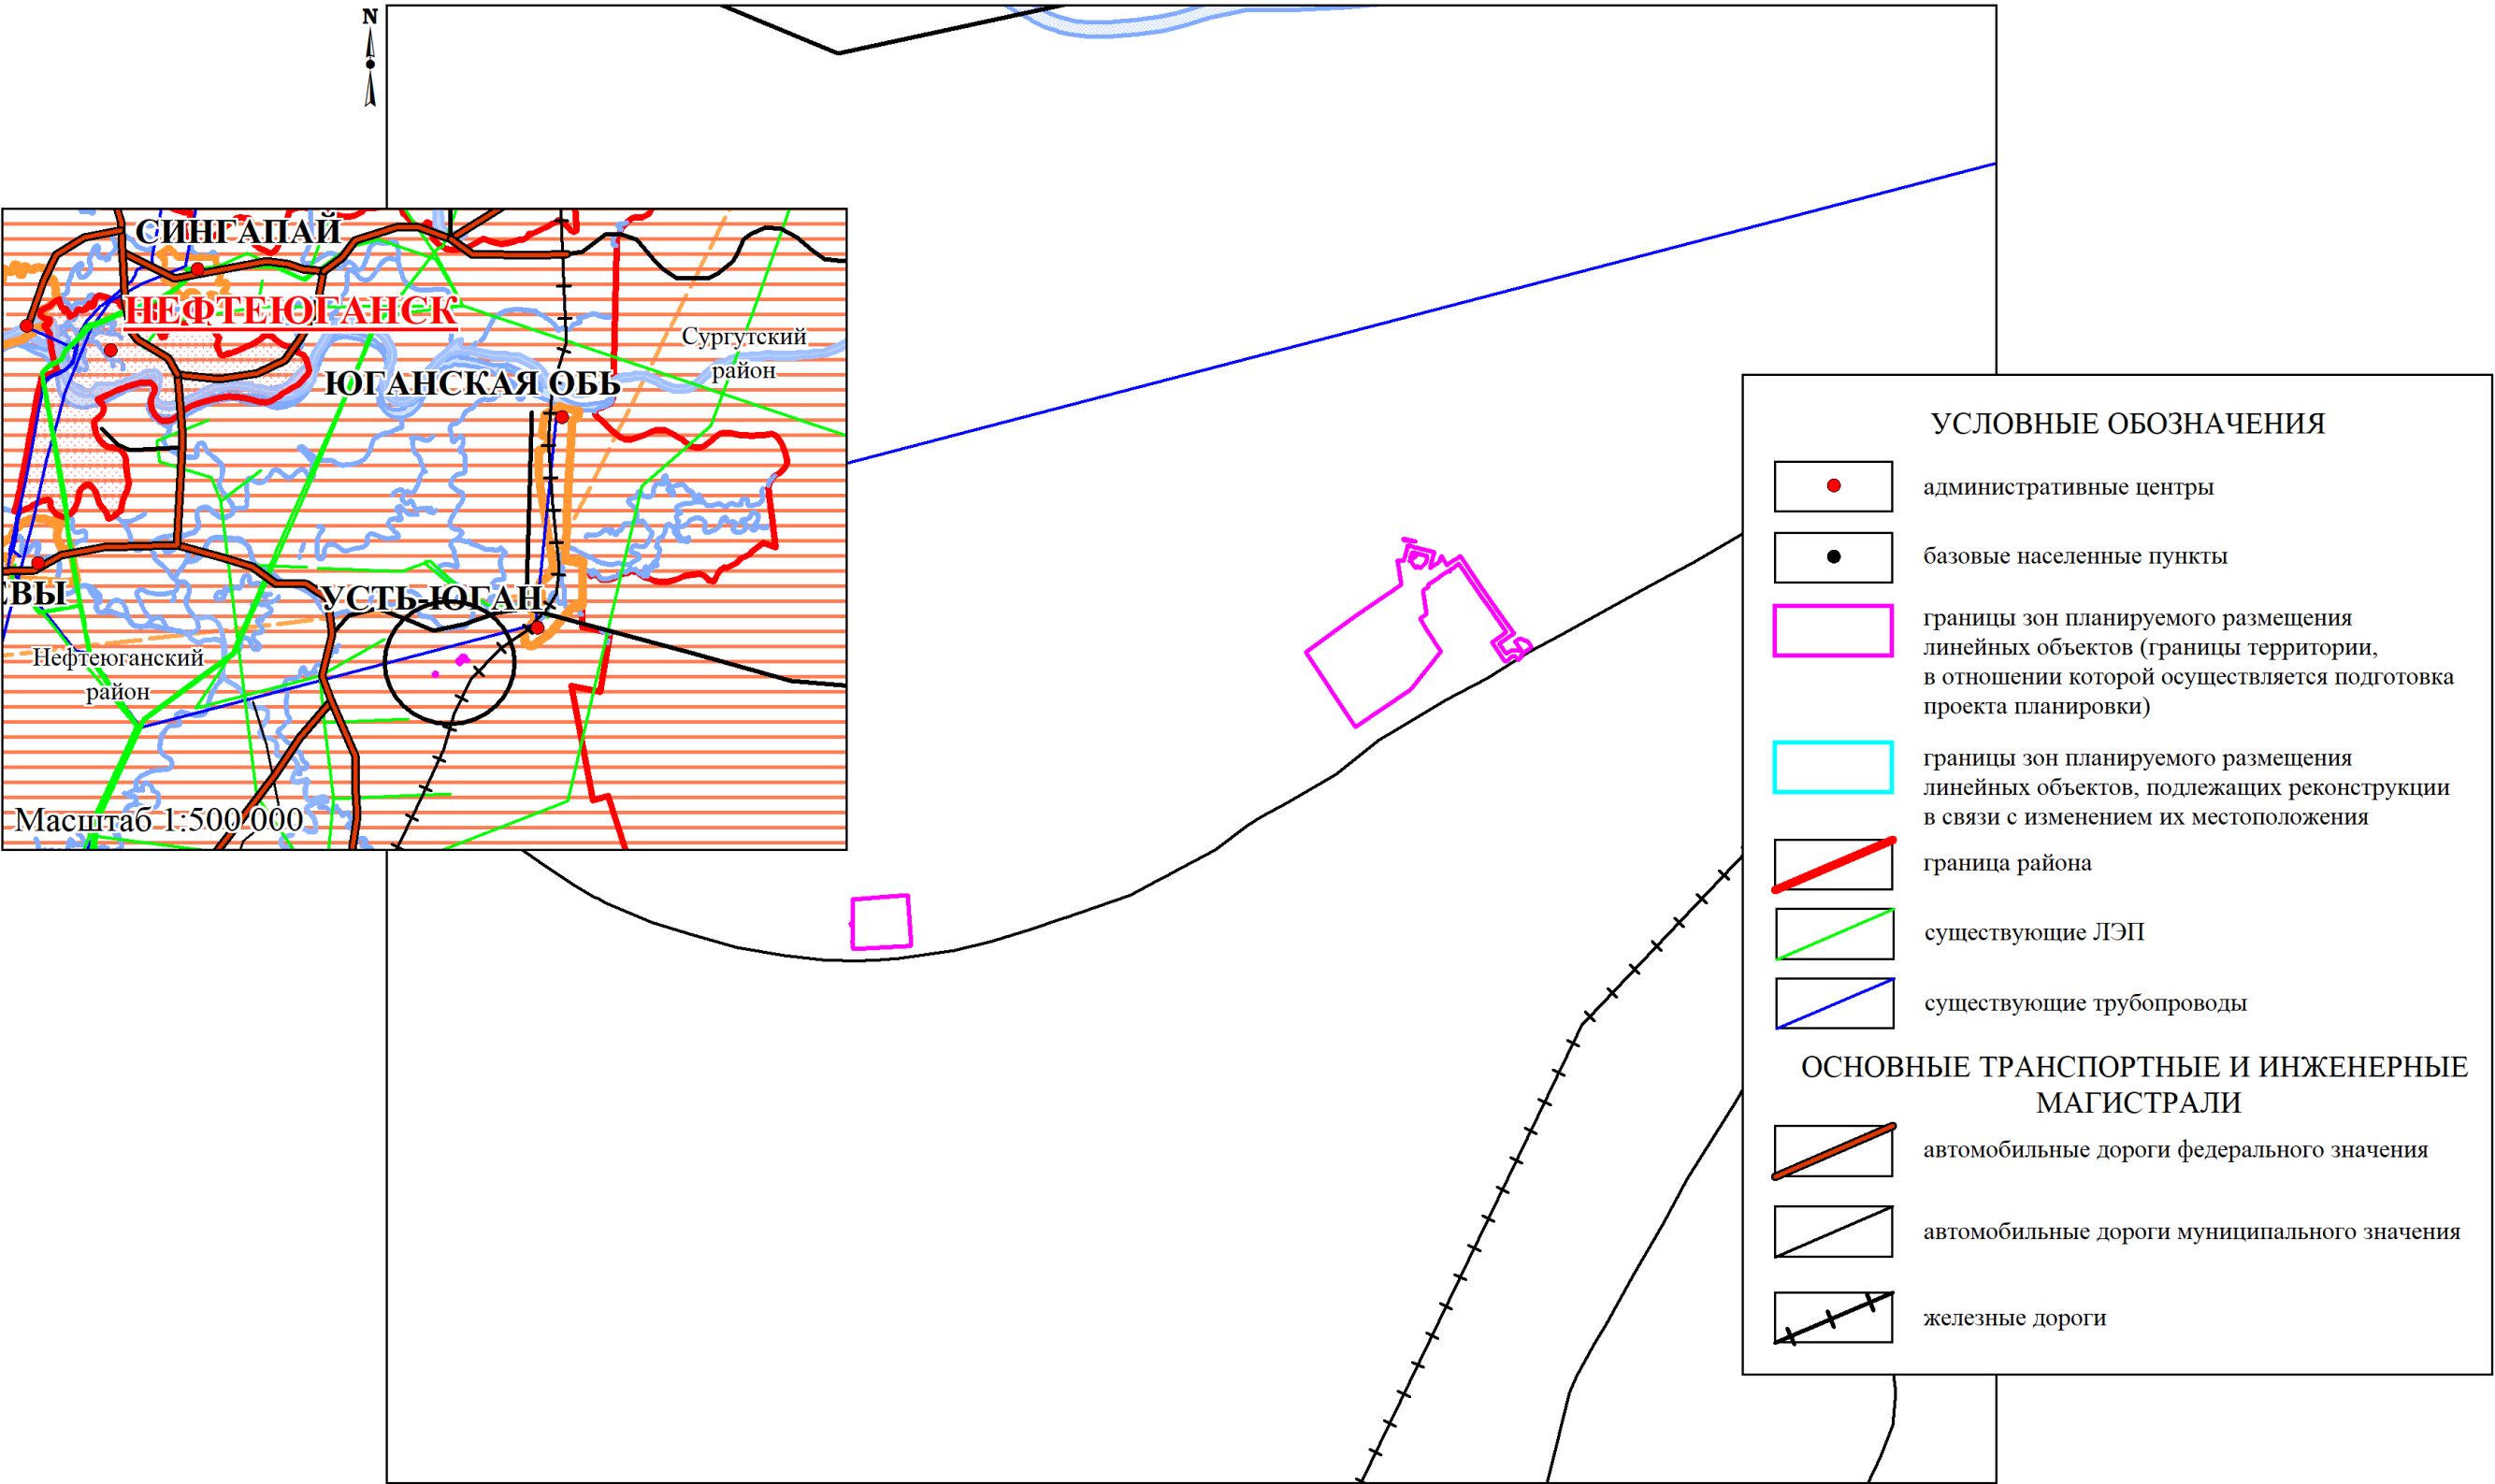 N
СИНГАПАЙ
НЕФТЕЮГАНСК
Сургутский
район
ЮГАНСКАЯ ОБЬ
ЕВЫ
УСТЬ-ЮГАН
Нефтеюганский
район
Масштаб 1:500 000
УСЛОВНЫЕ ОБОЗНАЧЕНИЯ
административные центры
базовые населенные пункты
границы зон планируемого размещения
линейных объектов (границы территории,
в отношении которой осуществляется подготовка
проекта планировки)
границы зон планируемого размещения
линейных объектов, подлежащих реконструкции
в связи с изменением их местоположения
граница района
существующие ЛЭП
существующие трубопроводы
ОСНОВНЫЕ ТРАНСПОРТНЫЕ И ИНЖЕНЕРНЫЕ
МАГИСТРАЛИ
автомобильные дороги федерального значения
автомобильные дороги муниципального значения
железные дороги